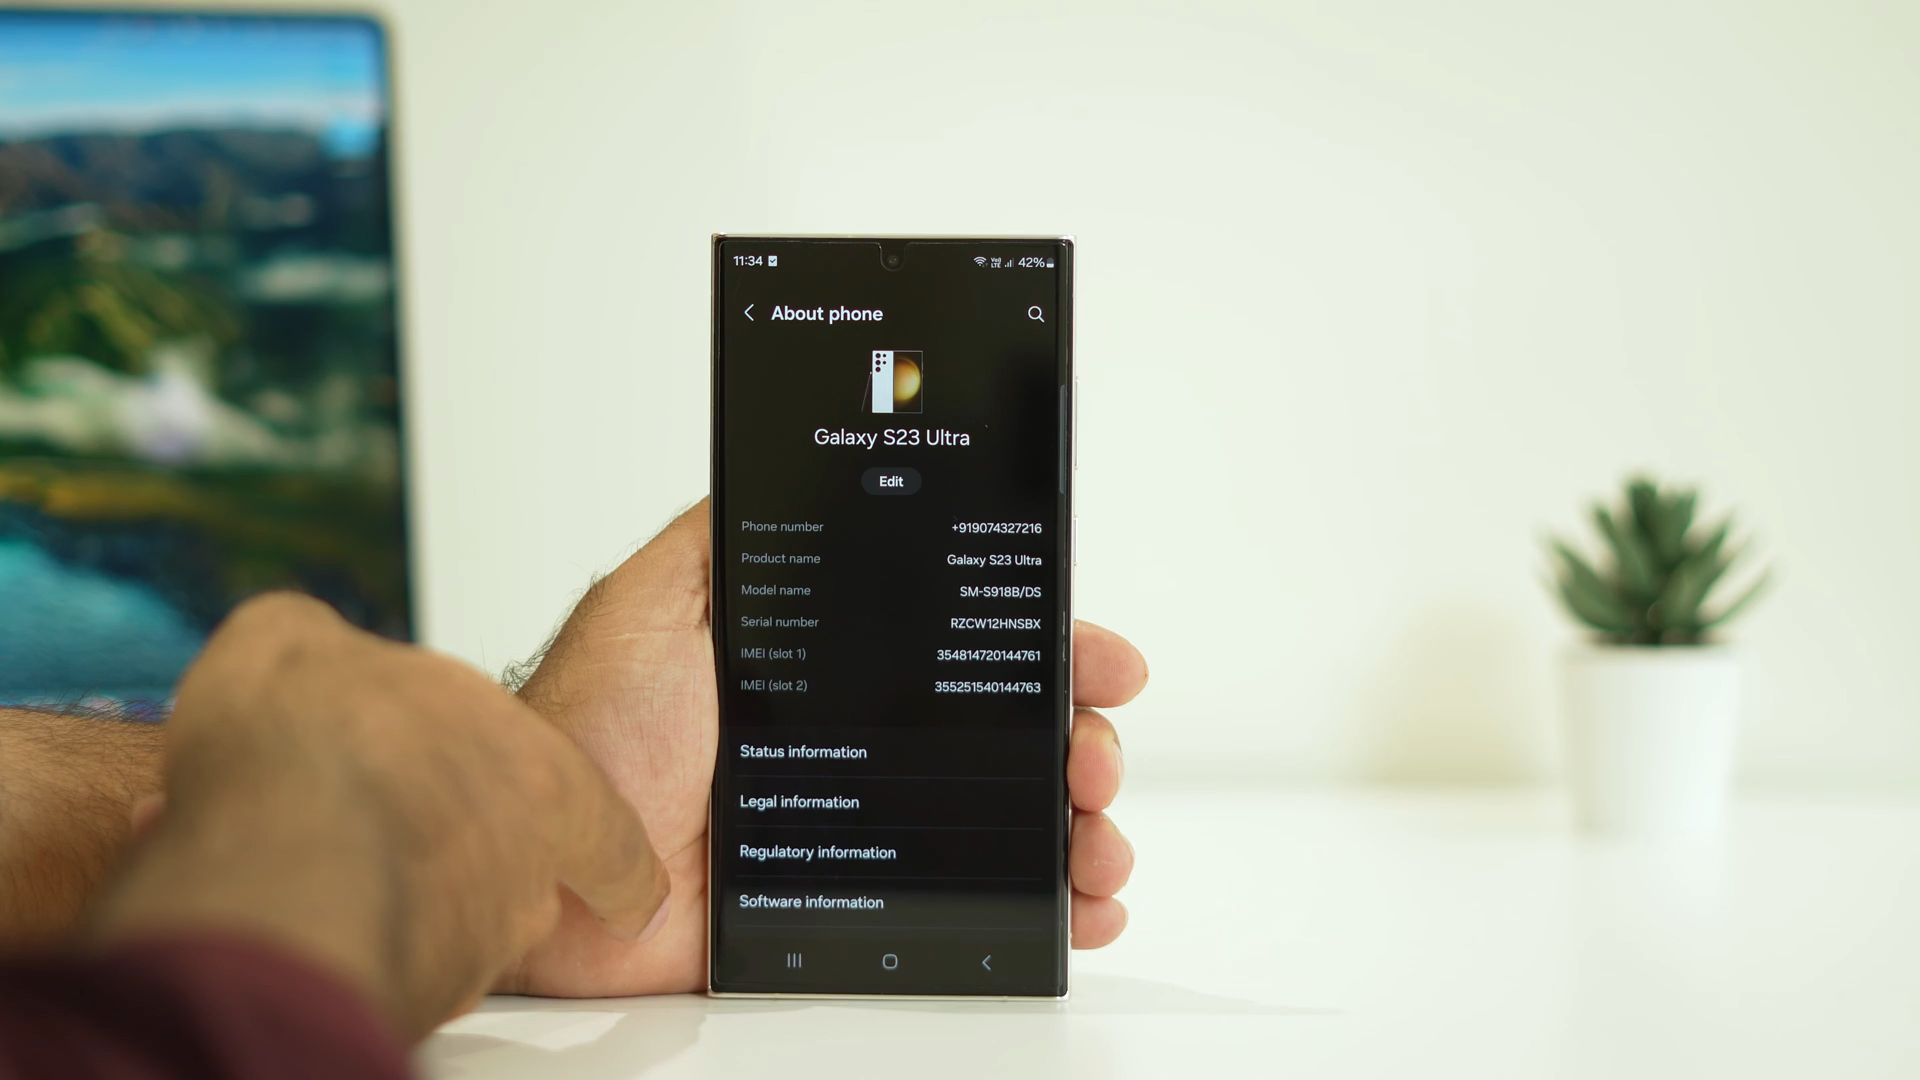 11:34 42%
About phone
Galaxy S23 Ultra
Edit
Phone number +919074327216
Product name Galaxy S23 Ultra
Model name SM-S918B/DS
Serial number RZCW12HNSBX
IMEI (slot 1) 354814720144761
IMEI (slot 2) 355251540144763
Status information
Legal information
Regulatory information
Software information